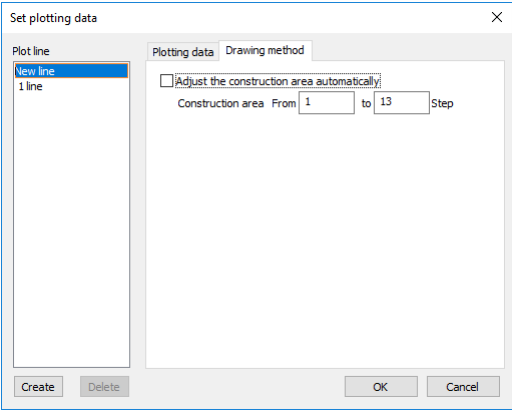 Set plotting data
Plot line
New line
1 line
Plotting data Drawing method
Adjust the construction area automatically
Construction area From 1 to 13 Step
Create Delete OK Cancel